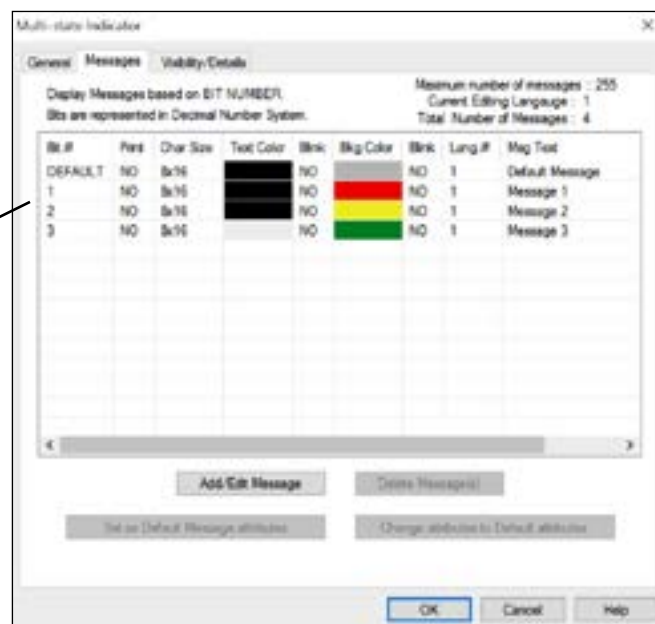 Multi-state Indicator
General Messages Visibility/Details
Display Messages based on BIT NUMBER.
Bits are represented in Decimal Number System.
Maximum number of messages : 255
Current Editing Langauge : 1
Total Number of Messages : 4
Bit # Print Char Size Text Color Blink Bkg Color Blink Lang.# Msg Text
DEFAULT NO 8x16 NO NO 1 Default Message
1 NO 8x16 NO NO 1 Message 1
2 NO 8x16 NO NO 1 Message 2
3 NO 8x16 NO NO 1 Message 3
Add/Edit Message Delete Message(s)
Set as Default Message attributes Change attributes to Default attributes
OK Cancel Help